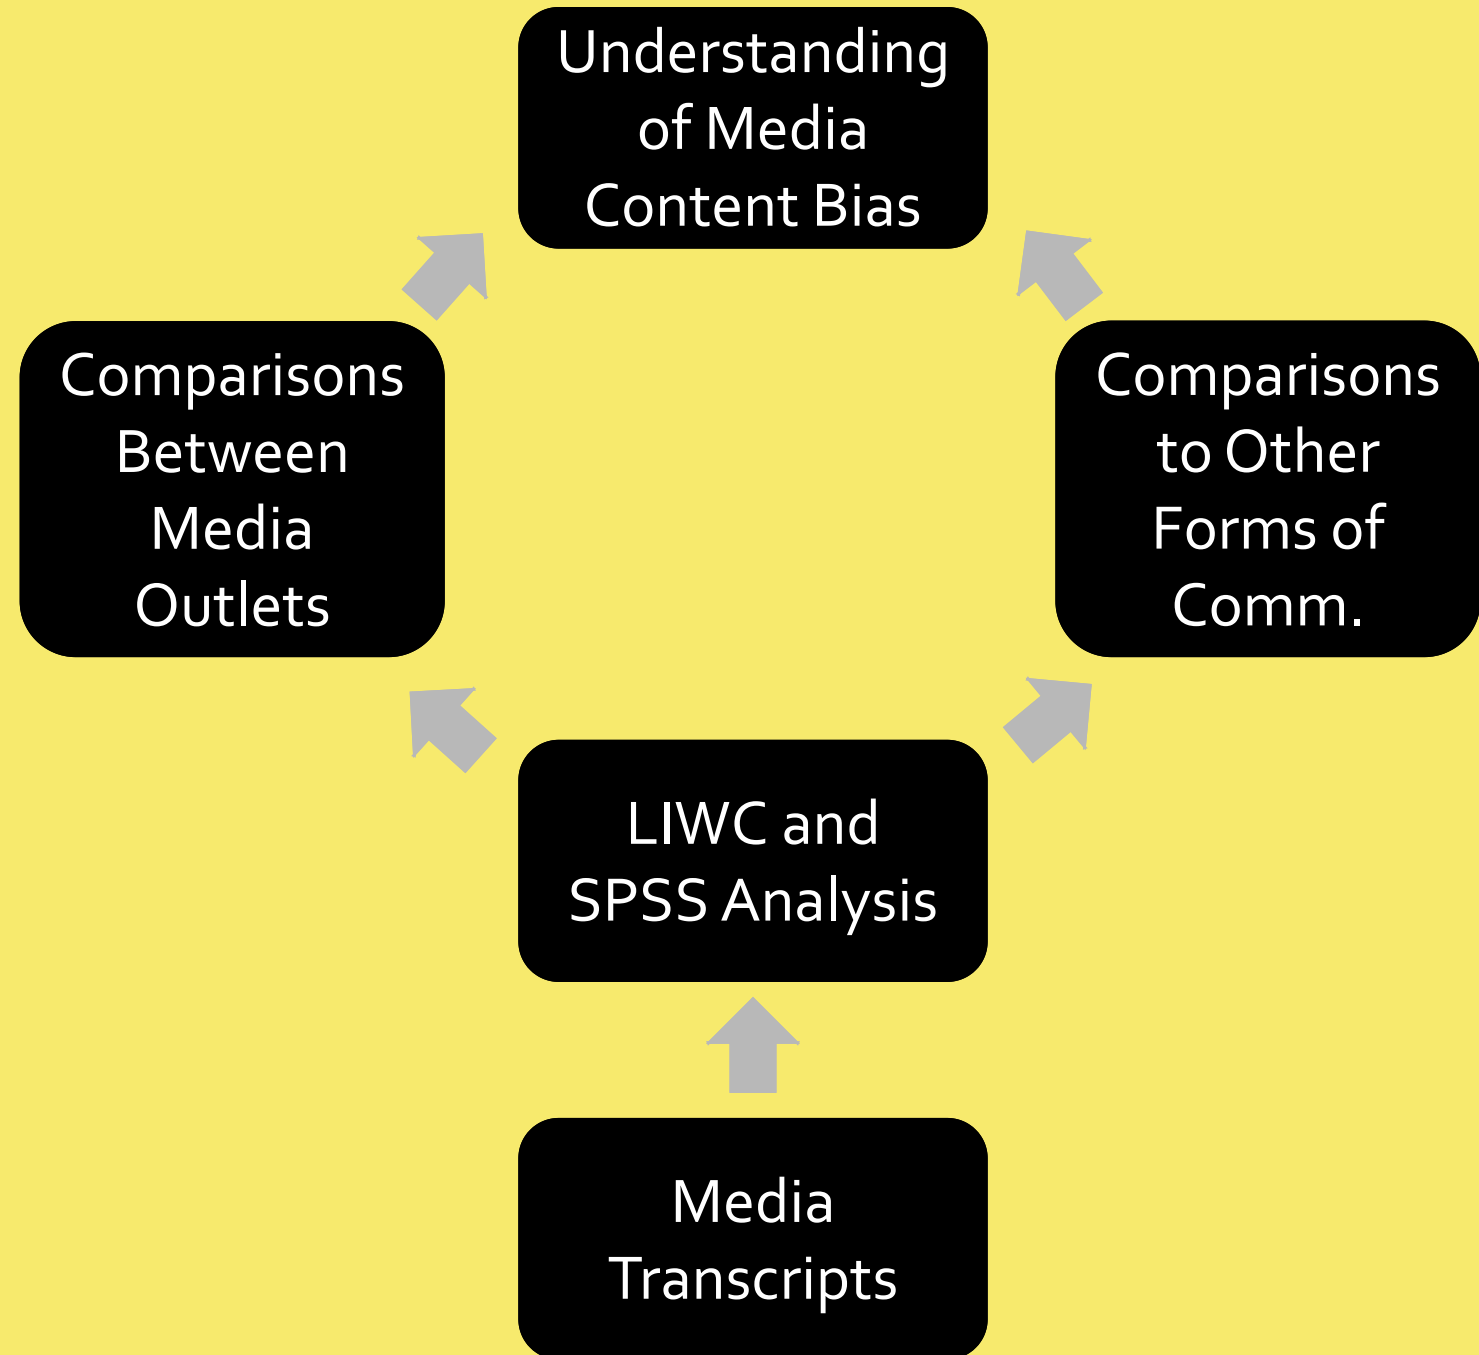 Understanding
of Media
Content Bias
Comparisons
Between
Media
Outlets
Comparisons
to Other
Forms of
Comm.
LIWC and
SPSS Analysis
Media
Transcripts